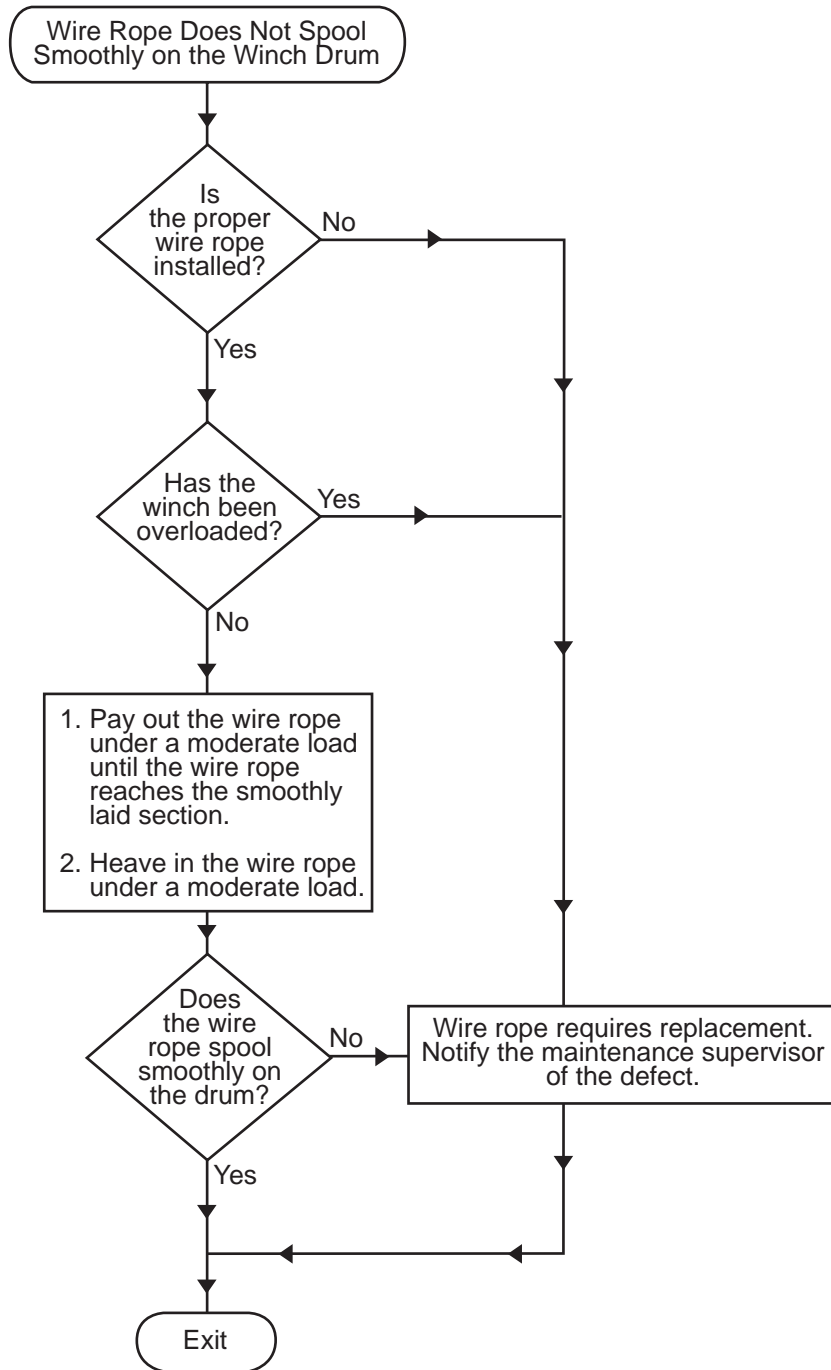 Wire Rope Does Not Spool
Smoothly on the Winch Drum
Is
the proper
wire rope
installed?
No
Yes
Has the
winch been
overloaded?
Yes
No
1. Pay out the wire rope
under a moderate load
until the wire rope
reaches the smoothly
laid section.
2. Heave in the wire rope
under a moderate load.
Does
the wire
rope spool
smoothly on
the drum?
No
Wire rope requires replacement.
Notify the maintenance supervisor
of the defect.
Yes
Exit